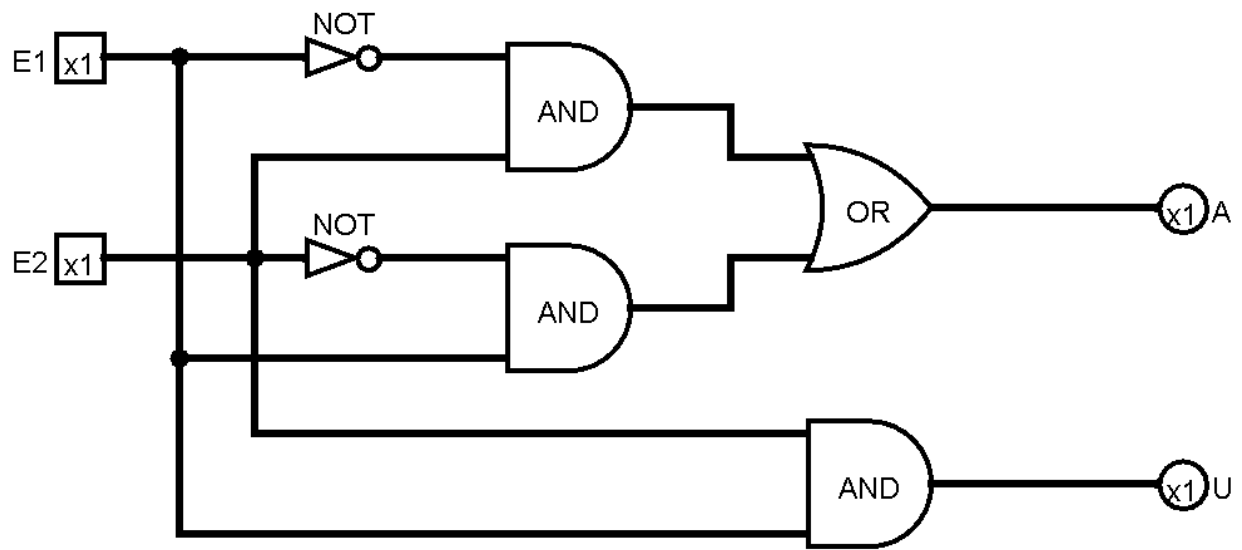 NOT
E1 x1
AND
NOT
OR
x1 A
E2 x1
AND
AND
x1 U